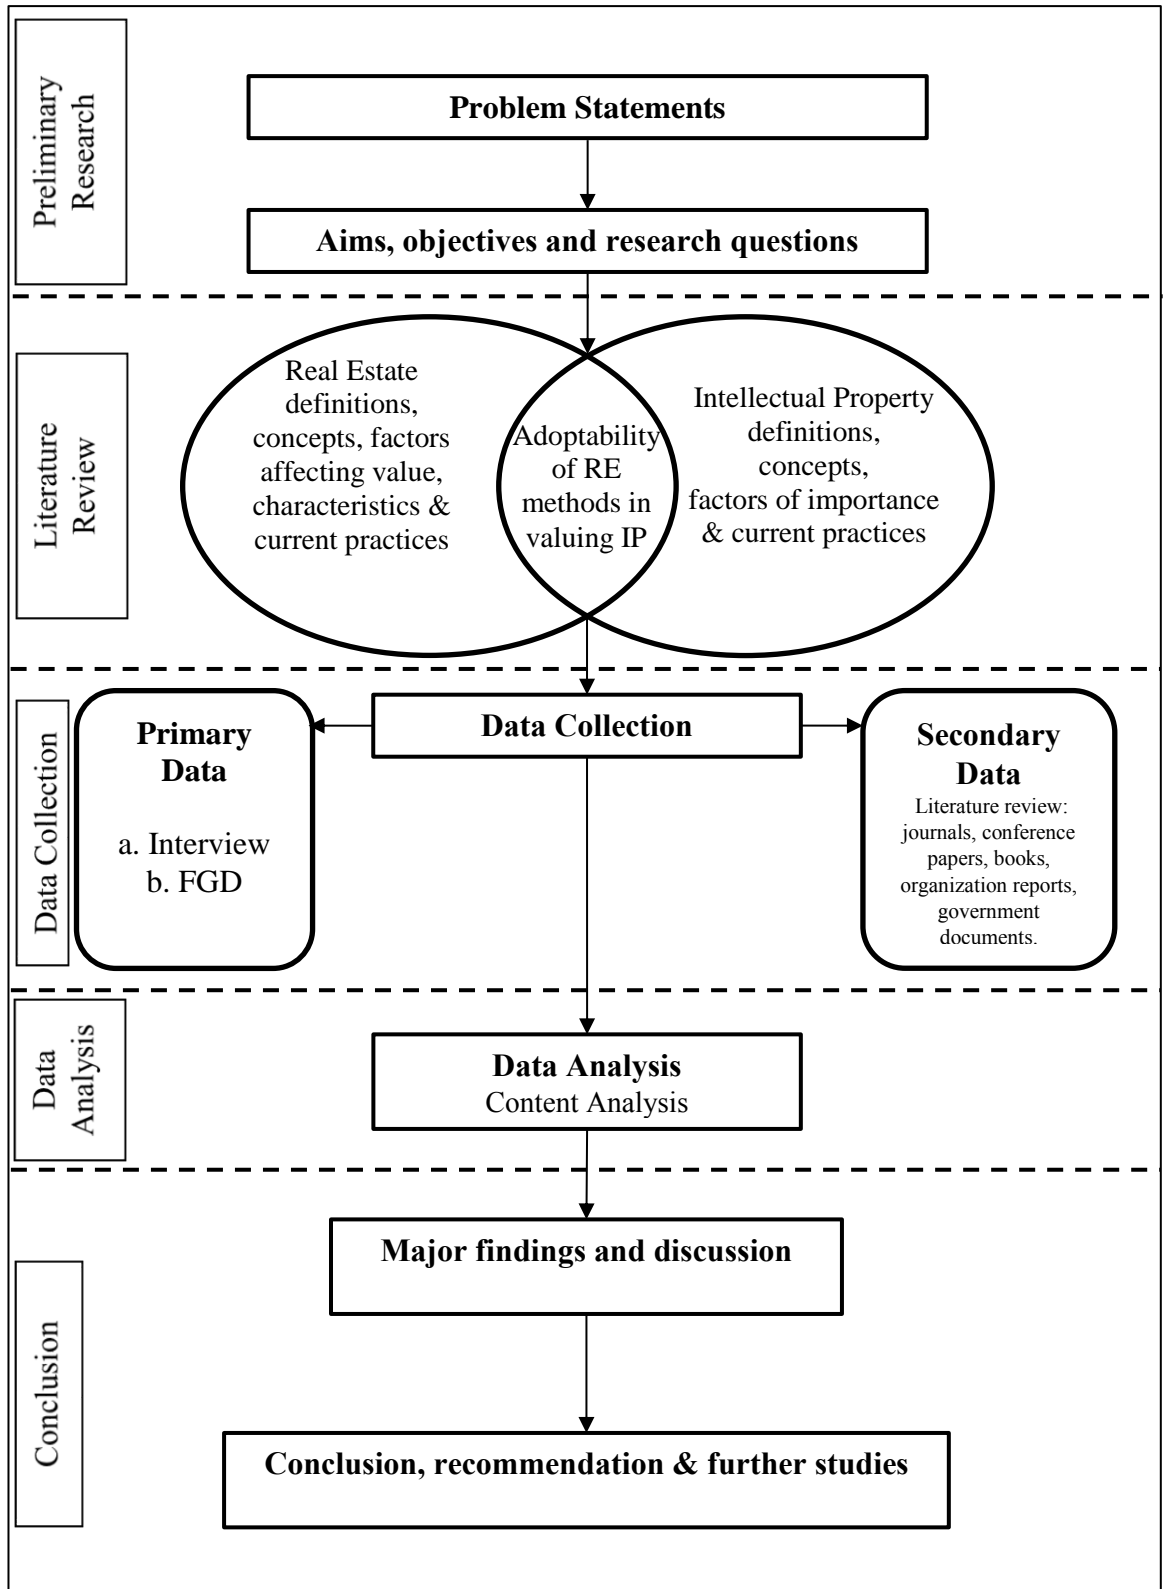 Preliminary
Research
Problem Statements
Aims, objectives and research questions
Literature
Review
Real Estate
definitions,
concepts, factors
affecting value,
characteristics &
current practices
Adoptability
of RE
methods in
valuing IP
Intellectual Property
definitions,
concepts,
factors of importance
& current practices
Data Collection
Primary
Data
a. Interview
b. FGD
Data Collection
Secondary
Data
Literature review:
journals, conference
papers, books,
organization reports,
government
documents.
Data
Analysis
Data Analysis
Content Analysis
Conclusion
Major findings and discussion
Conclusion, recommendation & further studies